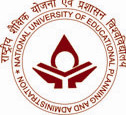 राष्ट्रीय शैक्षिक योजना एवं प्रशासन विश्वविद्यालय
NATIONAL UNIVERSITY OF EDUCATIONAL PLANNING AND ADMINISTRATION